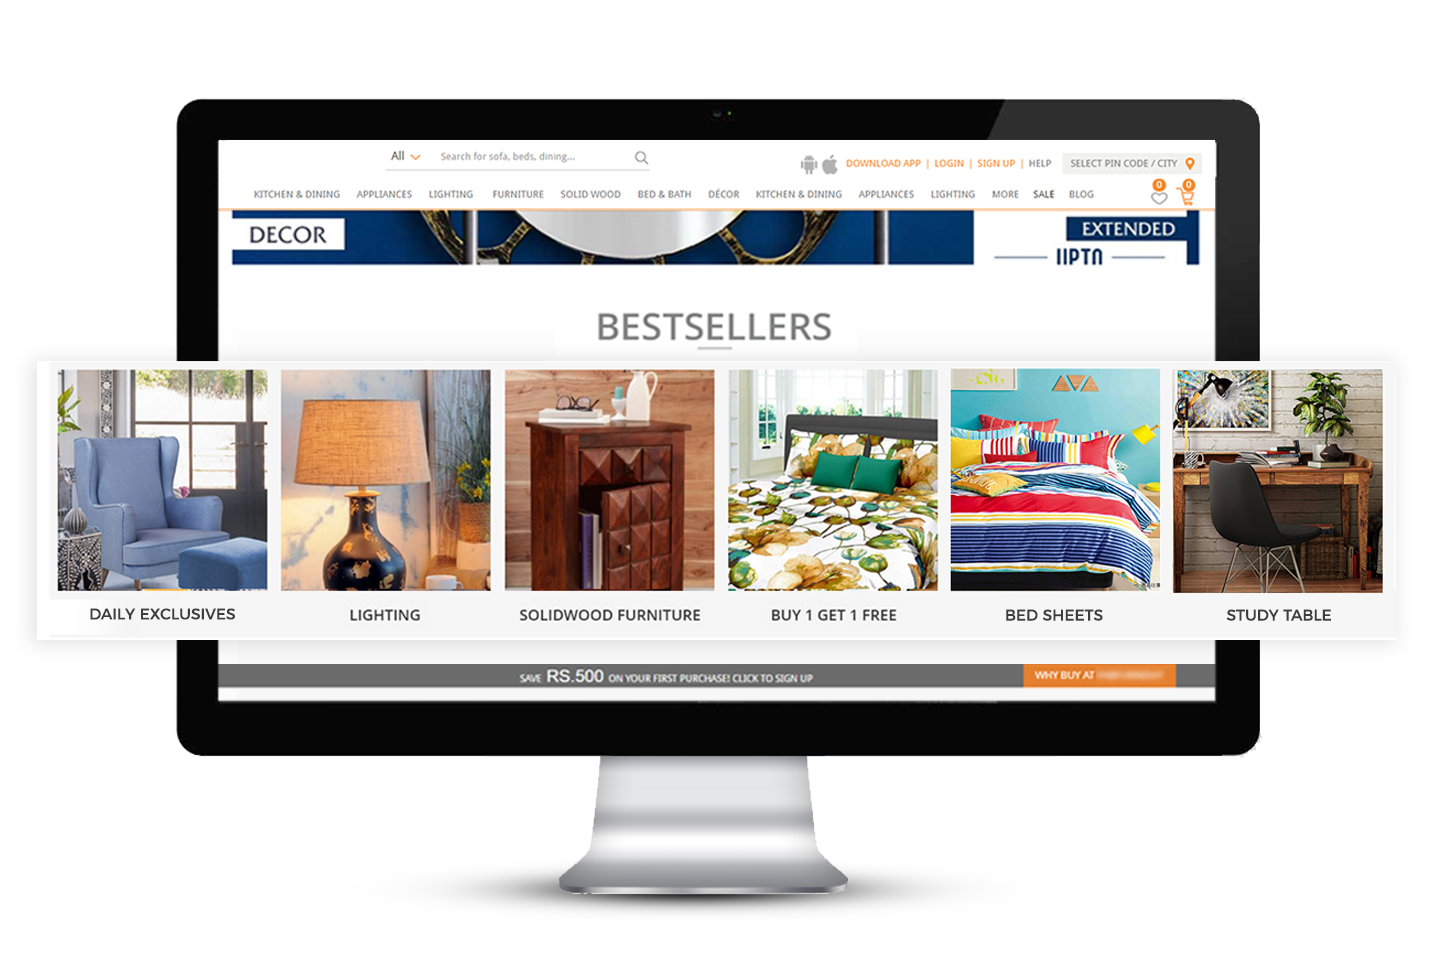 All
Search for sofa, beds, dining...
DOWNLOAD APP | LOGIN | SIGN UP | HELP
SELECT PIN CODE / CITY
KITCHEN & DINING APPLIANCES LIGHTING FURNITURE SOLID WOOD BED & BATH DÉCOR KITCHEN & DINING APPLIANCES LIGHTING MORE SALE BLOG
0 0
DECOR
EXTENDED
BESTSELLERS
DAILY EXCLUSIVES
LIGHTING
SOLIDWOOD FURNITURE
BUY 1 GET 1 FREE
BED SHEETS
STUDY TABLE
SAVE RS.500 ON YOUR FIRST PURCHASE! CLICK TO SIGN UP
WHY BUY AT